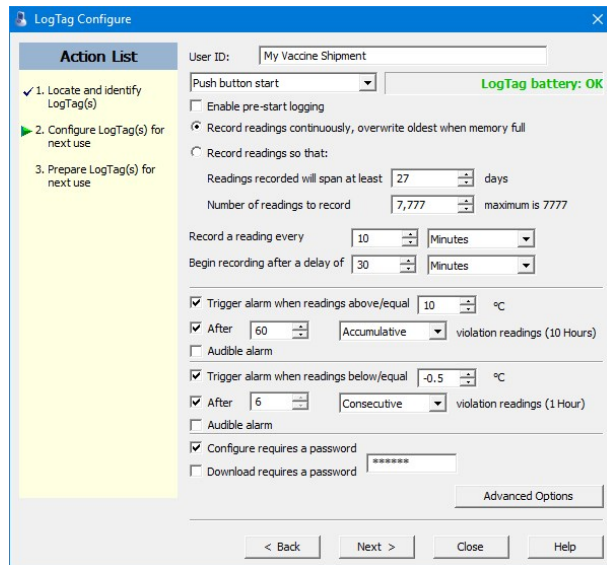 LogTag Configure
Action List
1. Locate and identify
LogTag(s)
2. Configure LogTag(s) for
next use
3. Prepare LogTag(s) for
next use
User ID: My Vaccine Shipment
Push button start LogTag battery: OK
Enable pre-start logging
Record readings continuously, overwrite oldest when memory full
Record readings so that:
Readings recorded will span at least 27 days
Number of readings to record 7,777 maximum is 7777
Record a reading every 10 Minutes
Begin recording after a delay of 30 Minutes
Trigger alarm when readings above/equal 10 ºC
After 60 Accumulative violation readings (10 Hours)
Audible alarm
Trigger alarm when readings below/equal -0.5 ºC
After 6 Consecutive violation readings (1 Hour)
Audible alarm
Configure requires a password
******
Download requires a password
Advanced Options
< Back Next > Close Help